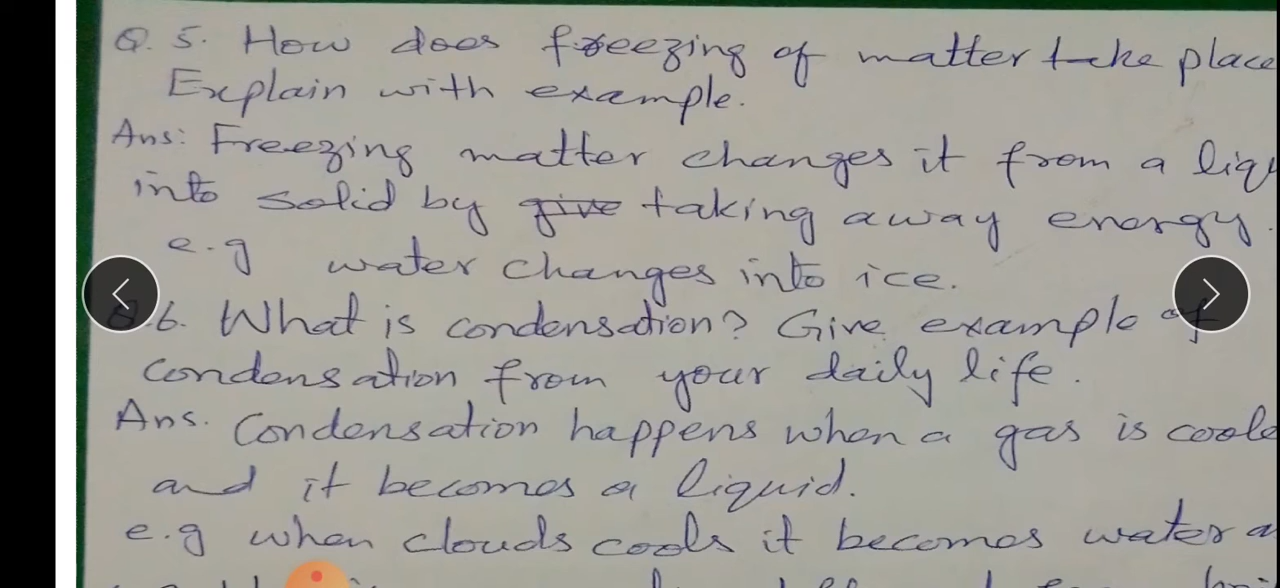 Q. 5. How does freezing of matter take place
Explain with example.
Ans: Freezing matter changes it from a liqu
into solid by give taking away energy.
e.g water changes into ice.
Q.6. What is condensation? Give example of
condensation from your daily life.
Ans. Condensation happens when a gas is coole
and it becomes a liquid.
e.g when clouds cools it becomes water a